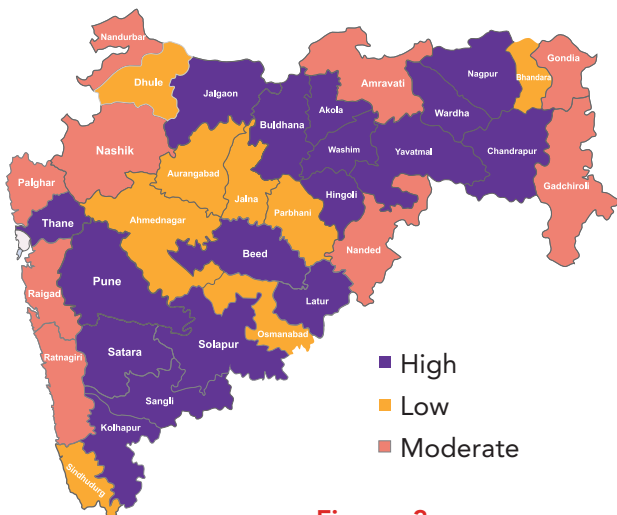 Nandurbar
Dhule
Jalgaon
Nashik
Buldhana
Akola
Amravati
Nagpur
Bhandara
Gondia
Wardha
Washim
Yavatmal
Chandrapur
Gadchiroli
Aurangabad
Jalna
Parbhani
Hingoli
Nanded
Palghar
Thane
Ahmednagar
Beed
Latur
Pune
Raigad
Osmanabad
Solapur
Satara
Ratnagiri
Sangli
Kolhapur
Sindhudurg
High
Low
Moderate